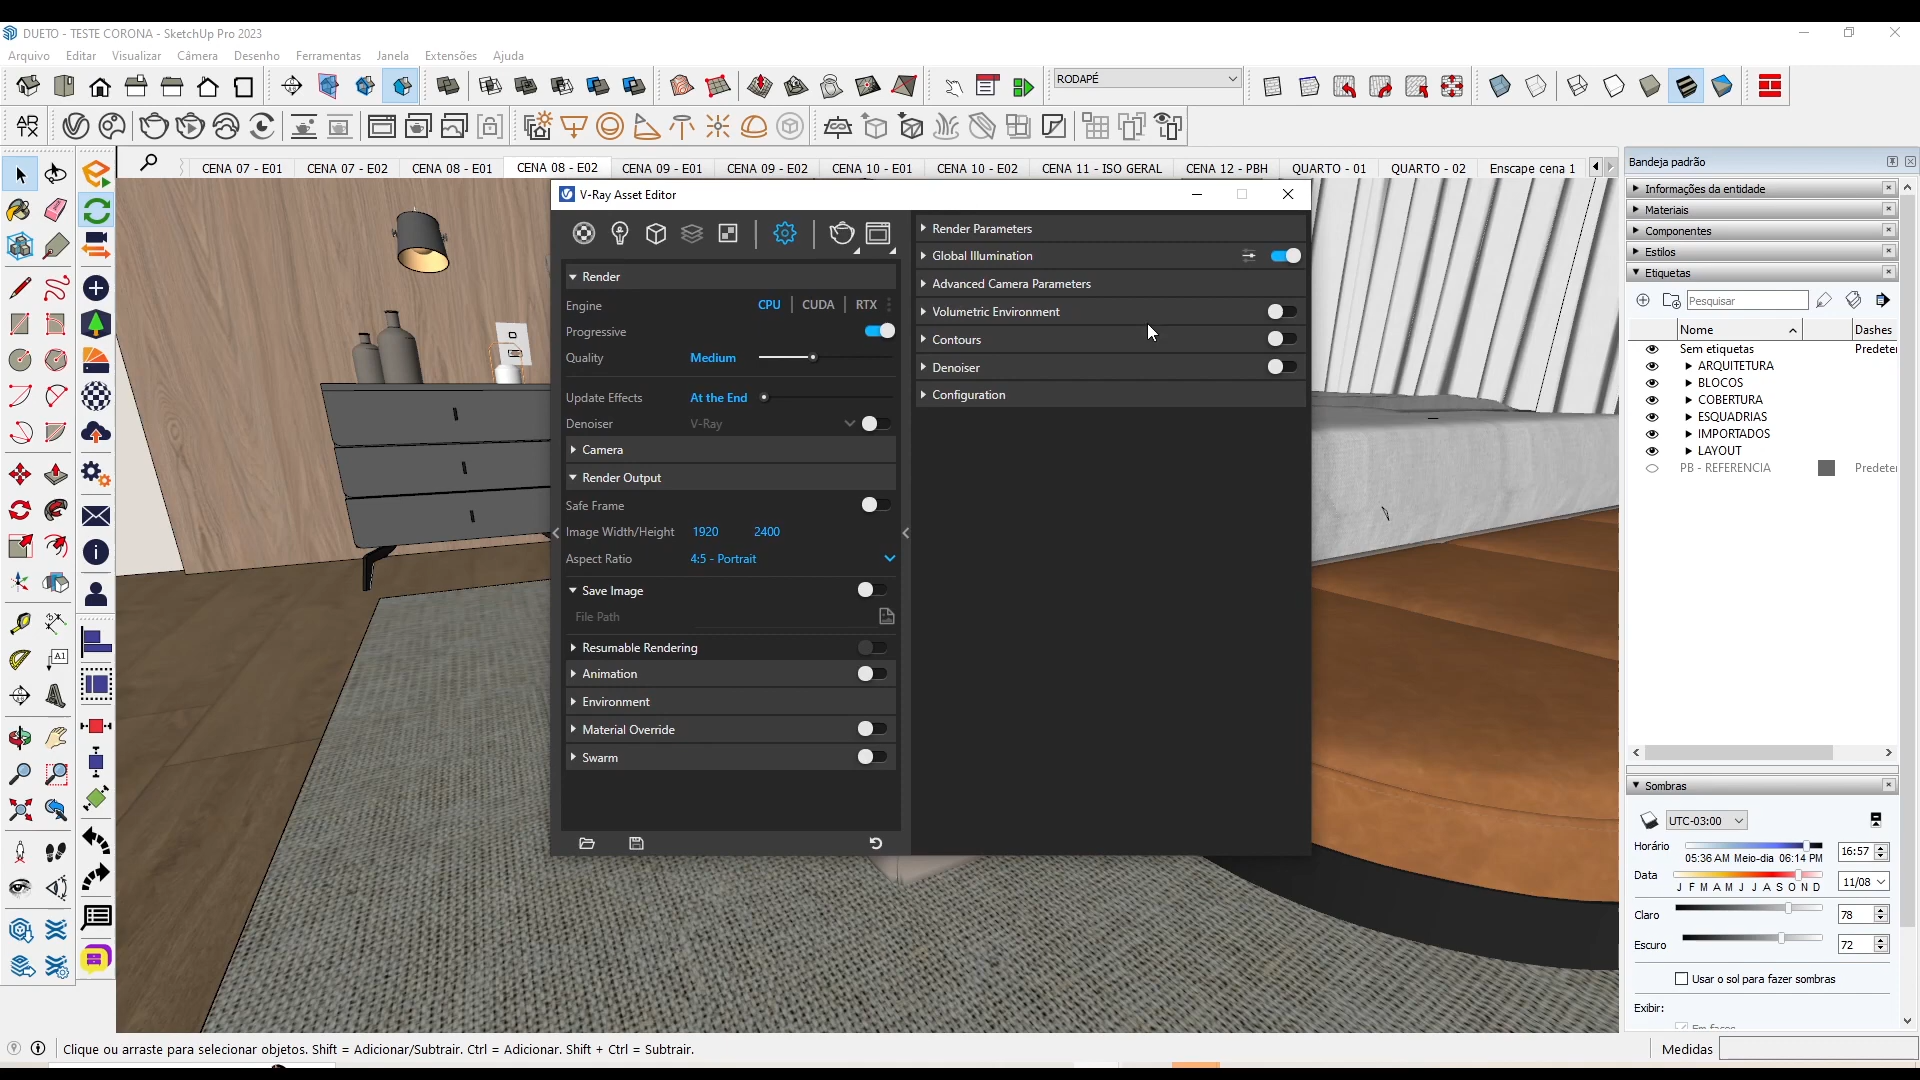 DUETO - TESTE CORONA - SketchUp Pro 2023
Arquivo Editar Visualizar Câmera Desenho Ferramentas Janela Extensões Ajuda
RODAPÉ
AR
TX
CENA 07 - E01 CENA 07 - E02 CENA 08 - E01 CENA 08 - E02 CENA 09 - E01 CENA 09 - E02 CENA 10 - E01 CENA 10 - E02 CENA 11 - ISO GERAL CENA 12 - PBH QUARTO - 01 QUARTO - 02 Enscape cena 1
V-Ray Asset Editor
Render
Engine CPU CUDA RTX
Progressive
Quality Medium
Update Effects At the End
Denoiser V-Ray
Camera
Render Output
Safe Frame
Image Width/Height 1920 2400
Aspect Ratio 4:5 - Portrait
Save Image
File Path
Resumable Rendering
Animation
Environment
Material Override
Swarm
Render Parameters
Global Illumination
Advanced Camera Parameters
Volumetric Environment
Contours
Denoiser
Configuration
Bandeja padrão
Informações da entidade
Materiais
Componentes
Estilos
Etiquetas
Pesquisar
Nome Dashes
Sem etiquetas Predeter
ARQUITETURA
BLOCOS
COBERTURA
ESQUADRIAS
IMPORTADOS
LAYOUT
PB - REFERENCIA Predeter
Sombras
UTC-03:00
Horário 16:57
05:36 AM Meio-dia 06:14 PM
Data 11/08
J F M A M J J A S O N D
Claro 78
Escuro 72
Usar o sol para fazer sombras
Exibir:
Em faces
A1
Clique ou arraste para selecionar objetos. Shift = Adicionar/Subtrair. Ctrl = Adicionar. Shift + Ctrl = Subtrair.
Medidas